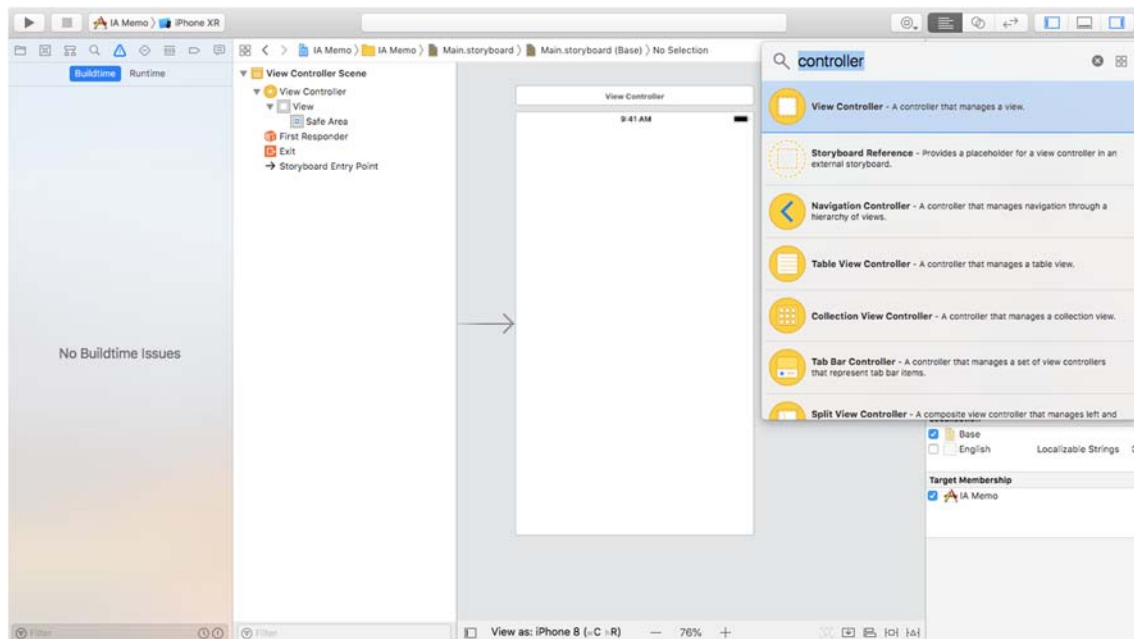 IA Memo ⟩ iPhone XR
IA Memo ⟩ IA Memo ⟩ Main.storyboard ⟩ Main.storyboard (Base) ⟩ No Selection
Buildtime Runtime
No Buildtime Issues
Filter
View Controller Scene
View Controller
View
Safe Area
First Responder
Exit
Storyboard Entry Point
Filter
View Controller
9:41 AM
View as: iPhone 8 (wC hR) — 76% +
controller
View Controller - A controller that manages a view.
Storyboard Reference - Provides a placeholder for a view controller in an
external storyboard.
Navigation Controller - A controller that manages navigation through a
hierarchy of views.
Table View Controller - A controller that manages a table view.
Collection View Controller - A controller that manages a collection view.
Tab Bar Controller - A controller that manages a set of view controllers
that represent tab bar items.
Split View Controller - A composite view controller that manages left and
Base
English Localizable Strings
Target Membership
IA Memo